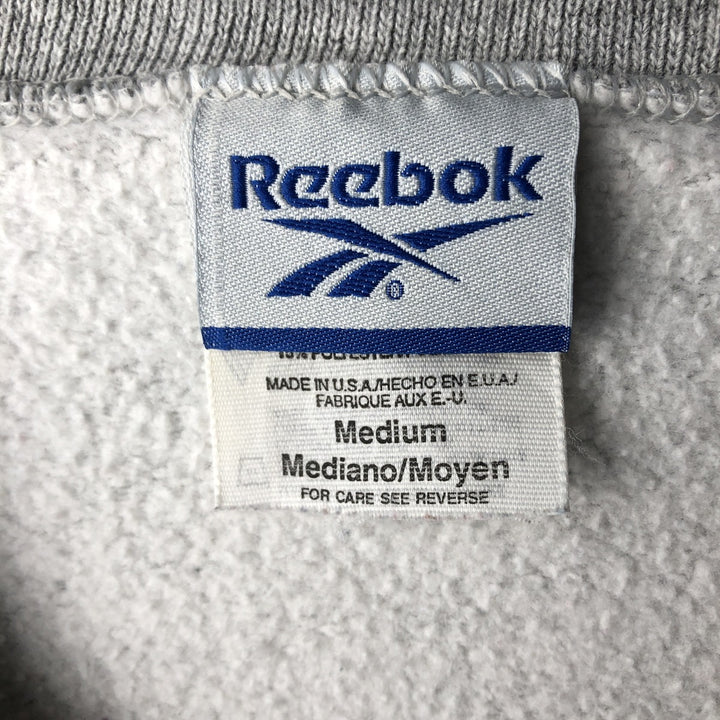 Reebok
®
MADE IN U.S.A./HECHO EN E.U.A./
FABRIQUE AUX E.-U.
Medium
Mediano/Moyen
FOR CARE SEE REVERSE